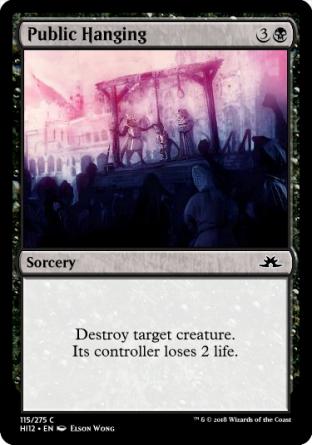 Public Hanging 3
Sorcery
Destroy target creature.
Its controller loses 2 life.
115/275 C
HI12 • EN Elson Wong
™ & © 2018 Wizards of the Coast